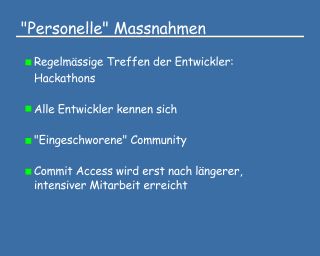 "Personelle" Massnahmen
Regelmässige Treffen der Entwickler:
Hackathons
Alle Entwickler kennen sich
"Eingeschworene" Community
Commit Access wird erst nach längerer,
intensiver Mitarbeit erreicht